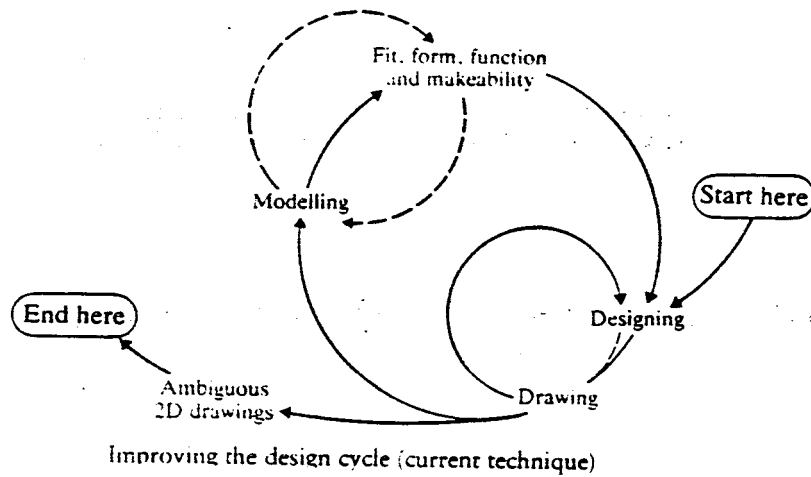 Fit, form, function
and makeability
Modelling
Start here
Designing
End here
Drawing
Ambiguous
2D drawings
Improving the design cycle (current technique)